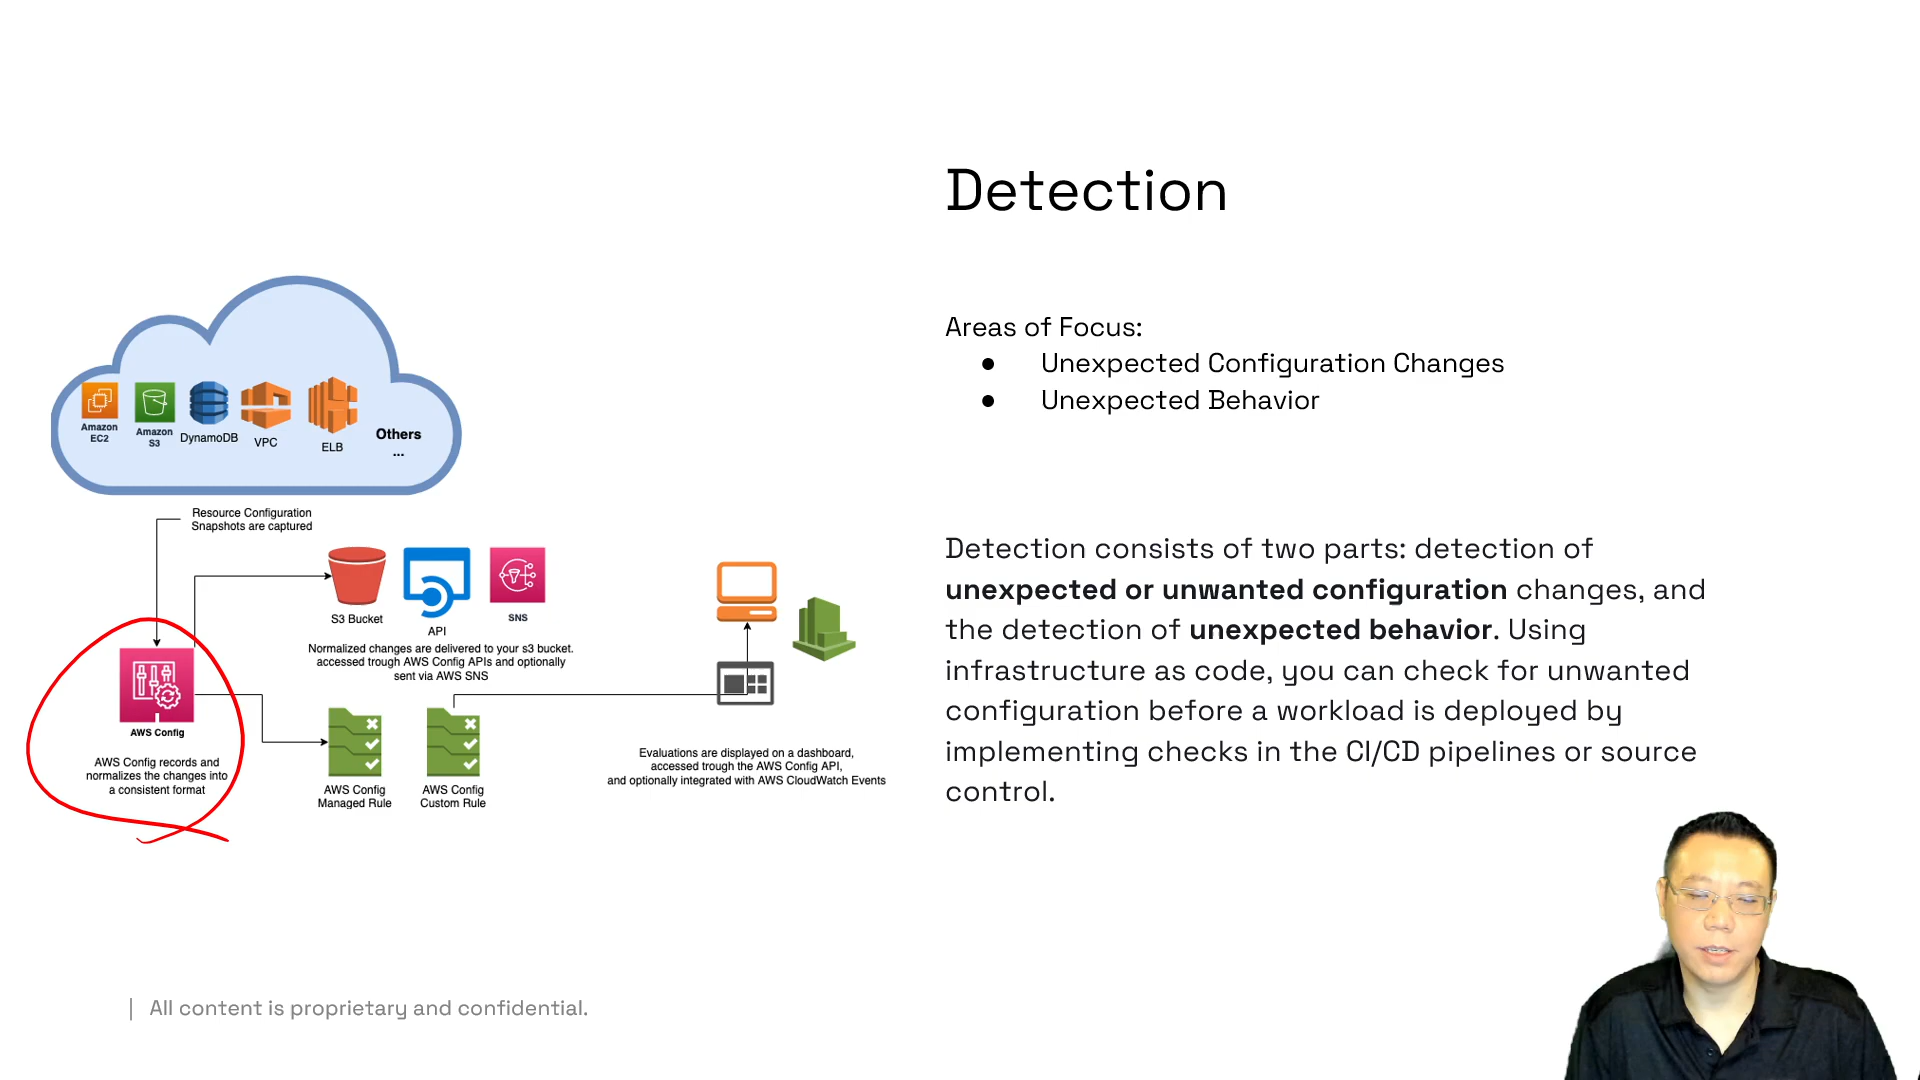 Detection
Areas of Focus:
● Unexpected Configuration Changes
● Unexpected Behavior
Detection consists of two parts: detection of
unexpected or unwanted configuration changes, and
the detection of unexpected behavior. Using
infrastructure as code, you can check for unwanted
configuration before a workload is deployed by
implementing checks in the CI/CD pipelines or source
control.
Amazon
EC2
Amazon
S3
DynamoDB
VPC
ELB
Others
...
Resource Configuration
Snapshots are captured
S3 Bucket
API
SNS
Normalized changes are delivered to your s3 bucket.
accessed trough AWS Config APIs and optionally
sent via AWS SNS
AWS Config
AWS Config records and
normalizes the changes into
a consistent format
AWS Config
Managed Rule
AWS Config
Custom Rule
Evaluations are displayed on a dashboard,
accessed trough the AWS Config API,
and optionally integrated with AWS CloudWatch Events
| All content is proprietary and confidential.